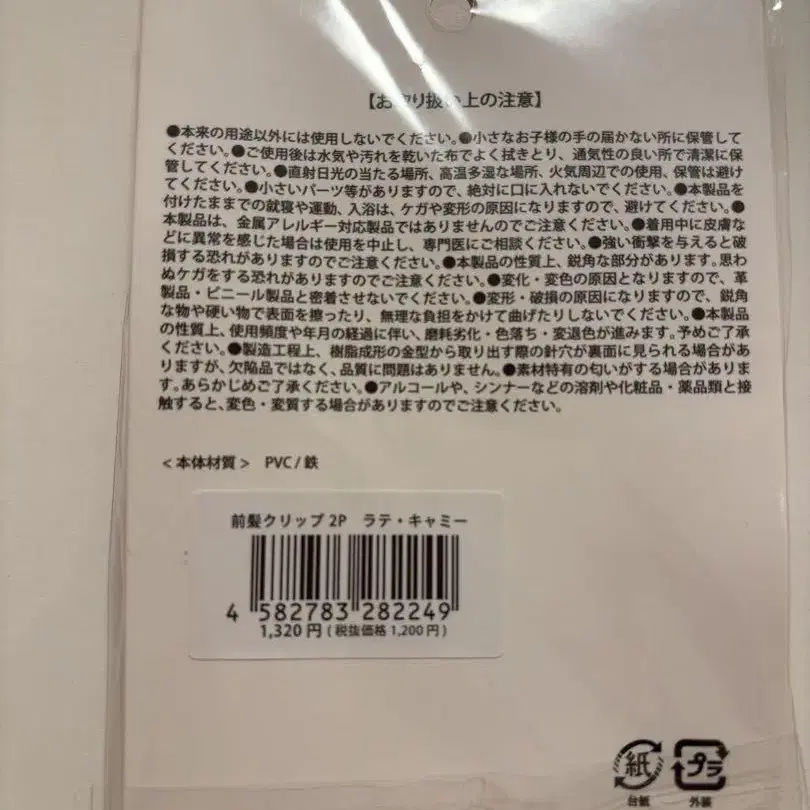 【お取り扱い上の注意】
●本来の用途以外には使用しないでください。●小さなお子様の手の届かない所に保管して
ください。●ご使用後は水気や汚れを乾いた布でよく拭きとり、通気性の良い所で清潔に保
管してください。●直射日光の当たる場所、高温多湿な場所、火気周辺での使用、保管は避け
てください。●小さいパーツ等がありますので、絶対に口に入れないでください。●本製品を
付けたままでの就寝や運動、入浴は、ケガや変形の原因になりますので、避けてください。●
本製品は、金属アレルギー対応製品ではありませんのでご注意ください。●着用中に皮膚な
どに異常を感じた場合は使用を中止し、専門医にご相談ください。●強い衝撃を与えると破
損する恐れがありますのでご注意ください。●本製品の性質上、鋭角な部分があります。思わ
ぬケガをする恐れがありますのでご注意ください。●変化・変色の原因となりますので、革
製品・ビニール製品と密着させないでください。●変形・破損の原因になりますので、鋭角
な物や硬い物で表面を擦ったり、無理な負担をかけて曲げたりしないでください。●本製品
の性質上、使用頻度や年月の経過に伴い、磨耗劣化・色落ち・変退色が進みます。予めご了承
ください。●製造工程上、樹脂成形の金型から取り出す際の針穴が裏面に見られる場合があ
りますが、欠陥品ではなく、品質に問題はありません。●素材特有の匂いがする場合がありま
す。あらかじめご了承ください。●アルコールや、シンナーなどの溶剤や化粧品・薬品類と接
触すると、変色・変質する場合がありますのでご注意ください。
＜本体材質＞ PVC / 鉄
前髪クリップ 2P ラテ・キャミー
4 582783 282249
1,320 円 ( 税抜価格 1,200 円 )
紙 プラ
台紙 外装